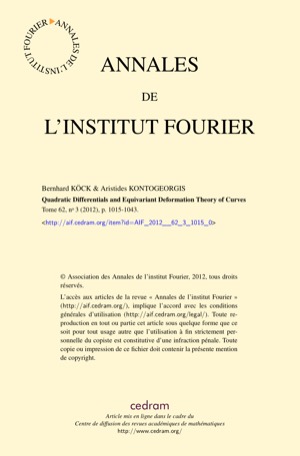 ANNALES DE L'INSTITUT FOURIER
ANNALES
DE
L'INSTITUT FOURIER
Bernhard KÖCK & Aristides KONTOGEORGIS
Quadratic Differentials and Equivariant Deformation Theory of Curves
Tome 62, nº 3 (2012), p. 1015-1043.
<http://aif.cedram.org/item?id=AIF_2012__62_3_1015_0>
© Association des Annales de l'institut Fourier, 2012, tous droits
réservés.
L'accès aux articles de la revue « Annales de l'institut Fourier »
(http://aif.cedram.org/), implique l'accord avec les conditions
générales d'utilisation (http://aif.cedram.org/legal/). Toute re-
production en tout ou partie cet article sous quelque forme que ce
soit pour tout usage autre que l'utilisation à fin strictement per-
sonnelle du copiste est constitutive d'une infraction pénale. Toute
copie ou impression de ce fichier doit contenir la présente mention
de copyright.
cedram
Article mis en ligne dans le cadre du
Centre de diffusion des revues académiques de mathématiques
http://www.cedram.org/